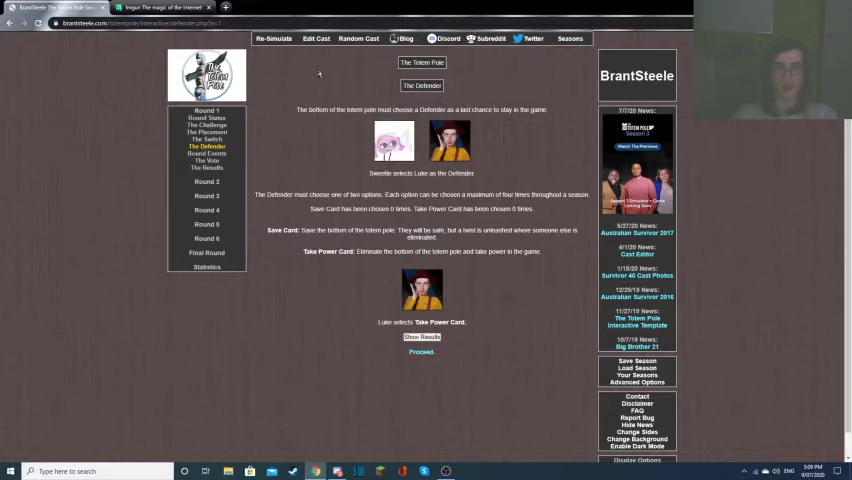 BrantSteele The Totem Pole Sim
Imgur: The magic of the Internet
brantsteele.com/totempole/interactive/defender.php?e=1
Re-Simulate Edit Cast Random Cast Blog Discord Subreddit Twitter Seasons
The Totem Pole
The Totem Pole
The Defender
BrantSteele
The bottom of the totem pole must choose a Defender as a last chance to stay in the game.
Sweetie selects Luke as the Defender.
The Defender must choose one of two options. Each option can be chosen a maximum of four times throughout a season.
Save Card has been chosen 0 times. Take Power Card has been chosen 0 times.
Save Card: Save the bottom of the totem pole. They will be safe, but a twist is unleashed where someone else is
eliminated.
Take Power Card: Eliminate the bottom of the totem pole and take power in the game.
Luke selects Take Power Card.
Show Results
Proceed.
Round 1
Round Status
The Challenge
The Placement
The Switch
The Defender
Round Events
The Vote
The Results
Round 2
Round 3
Round 4
Round 5
Round 6
Final Round
Statistics
7/7/20 News:
THE TOTEM POLE
Season 3
Watch The Premiere
Season 3 Simulator + Game
Coming Soon
5/27/20 News:
Australian Survivor 2017
4/1/20 News:
Cast Editor
1/15/20 News:
Survivor 40 Cast Photos
12/25/19 News:
Australian Survivor 2016
11/27/19 News:
The Totem Pole
Interactive Template
10/7/19 News:
Big Brother 21
Save Season
Load Season
Your Seasons
Advanced Options
Contact
Disclaimer
FAQ
Report Bug
Hide News
Change Sides
Change Background
Enable Dark Mode
Display Options
Type here to search
ENG
5:09 PM
9/07/2020